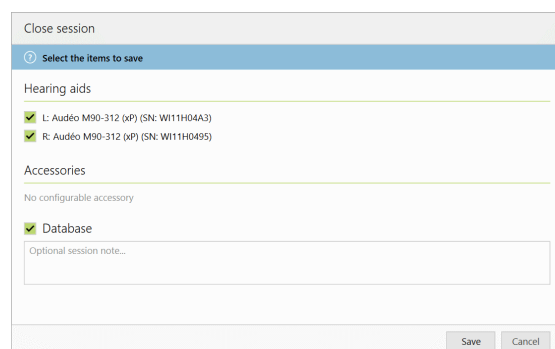 Close session
? Select the items to save
Hearing aids
L: Audéo M90-312 (xP) (SN: WI11H04A3)
R: Audéo M90-312 (xP) (SN: WI11H0495)
Accessories
No configurable accessory
Database
Optional session note...
Save Cancel